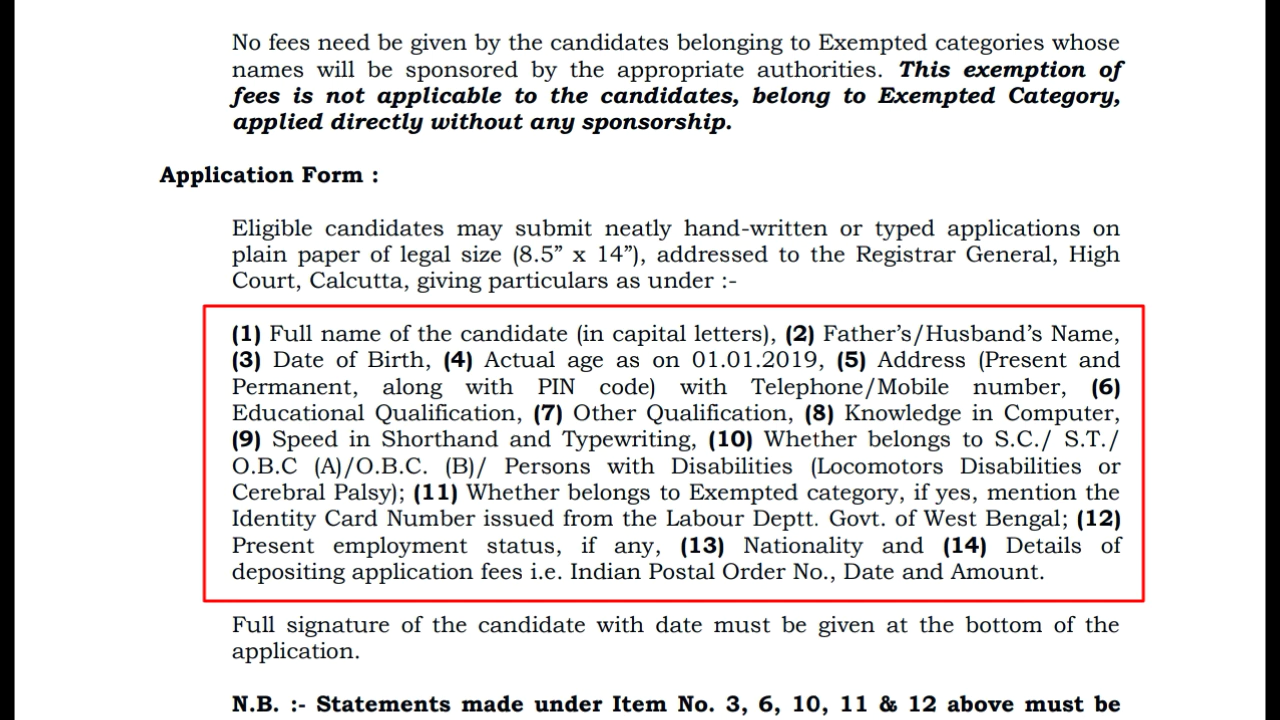 No fees need be given by the candidates belonging to Exempted categories whose
names will be sponsored by the appropriate authorities. This exemption of
fees is not applicable to the candidates, belong to Exempted Category,
applied directly without any sponsorship.
Application Form :
Eligible candidates may submit neatly hand-written or typed applications on
plain paper of legal size (8.5” x 14”), addressed to the Registrar General, High
Court, Calcutta, giving particulars as under :-
(1) Full name of the candidate (in capital letters), (2) Father’s/Husband’s Name,
(3) Date of Birth, (4) Actual age as on 01.01.2019, (5) Address (Present and
Permanent, along with PIN code) with Telephone/Mobile number, (6)
Educational Qualification, (7) Other Qualification, (8) Knowledge in Computer,
(9) Speed in Shorthand and Typewriting, (10) Whether belongs to S.C./ S.T./
O.B.C (A)/O.B.C. (B)/ Persons with Disabilities (Locomotors Disabilities or
Cerebral Palsy); (11) Whether belongs to Exempted category, if yes, mention the
Identity Card Number issued from the Labour Deptt. Govt. of West Bengal; (12)
Present employment status, if any, (13) Nationality and (14) Details of
depositing application fees i.e. Indian Postal Order No., Date and Amount.
Full signature of the candidate with date must be given at the bottom of the
application.
N.B. :- Statements made under Item No. 3, 6, 10, 11 & 12 above must be